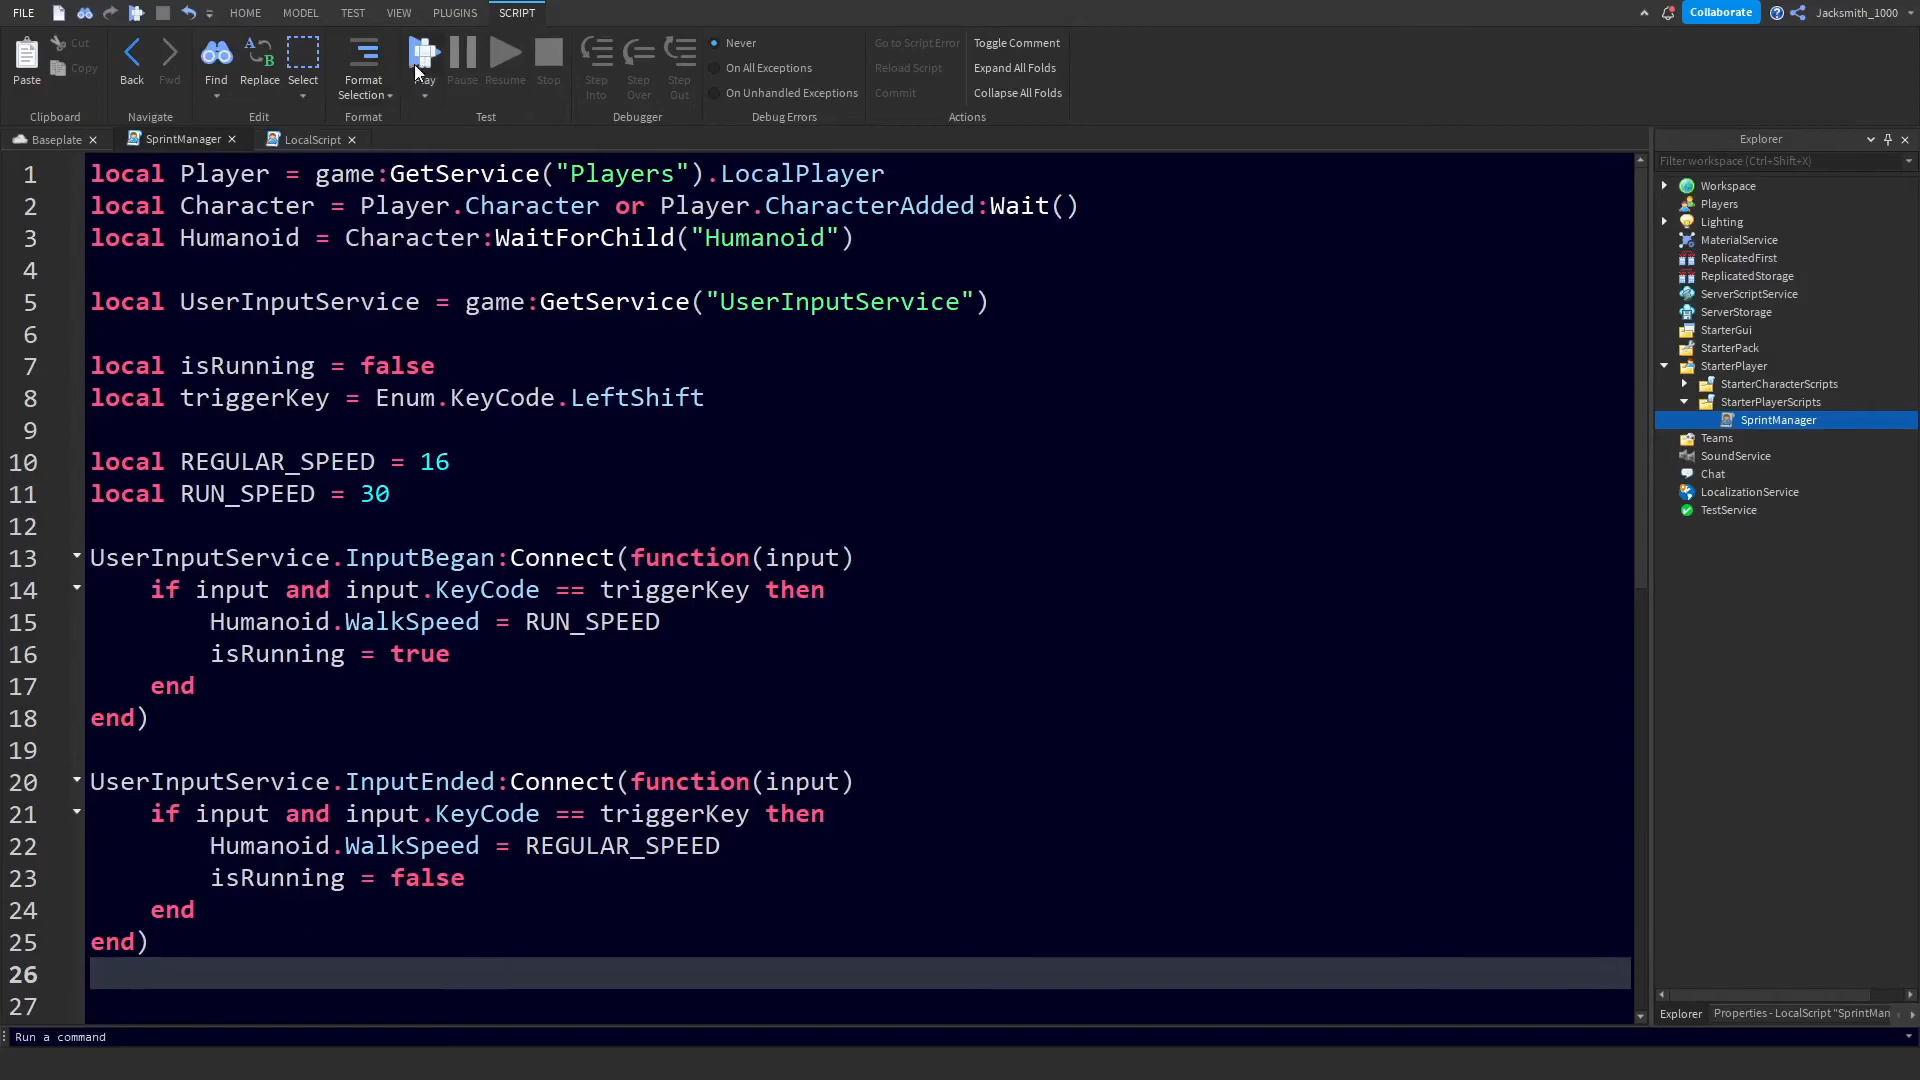 FILE HOME MODEL TEST VIEW PLUGINS SCRIPT Collaborate Jacksmith_1000
Paste Cut Copy
Back Fwd
Find Replace Select
Format Selection
Pause Resume Stop
Step Into Step Over Step Out
Never
On All Exceptions
On Unhandled Exceptions
Go to Script Error
Reload Script
Commit
Toggle Comment
Expand All Folds
Collapse All Folds
Clipboard Navigate Edit Format Test Debugger Debug Errors Actions
Baseplate SprintManager LocalScript
1 local Player = game:GetService("Players").LocalPlayer
2 local Character = Player.Character or Player.CharacterAdded:Wait()
3 local Humanoid = Character:WaitForChild("Humanoid")
4
5 local UserInputService = game:GetService("UserInputService")
6
7 local isRunning = false
8 local triggerKey = Enum.KeyCode.LeftShift
9
10 local REGULAR_SPEED = 16
11 local RUN_SPEED = 30
12
13 UserInputService.InputBegan:Connect(function(input)
14 if input and input.KeyCode == triggerKey then
15 Humanoid.WalkSpeed = RUN_SPEED
16 isRunning = true
17 end
18 end)
19
20 UserInputService.InputEnded:Connect(function(input)
21 if input and input.KeyCode == triggerKey then
22 Humanoid.WalkSpeed = REGULAR_SPEED
23 isRunning = false
24 end
25 end)
26
27
Explorer
Filter workspace (Ctrl+Shift+X)
Workspace
Players
Lighting
MaterialService
ReplicatedFirst
ReplicatedStorage
ServerScriptService
ServerStorage
StarterGui
StarterPack
StarterPlayer
StarterCharacterScripts
StarterPlayerScripts
SprintManager
Teams
SoundService
Chat
LocalizationService
TestService
Explorer Properties - LocalScript "SprintMan
Run a command